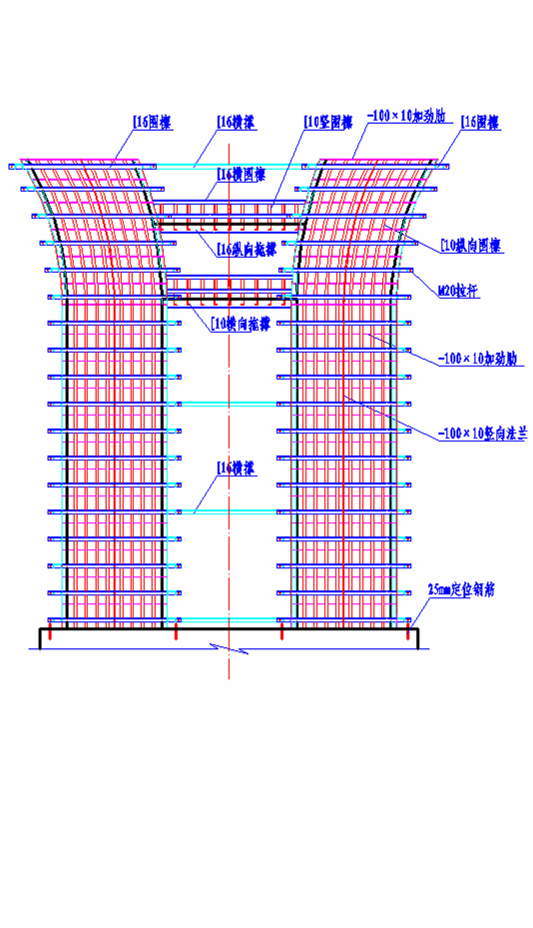 [16围檩
[16横撑
[10竖围檩
-100×10加劲肋
[16围檩
[16横围檩
[16纵向拖撑
[10纵向围檩
M20拉杆
[10横向拖撑
-100×10加劲肋
-100×10竖向法兰
[16横撑
25mm定位钢筋